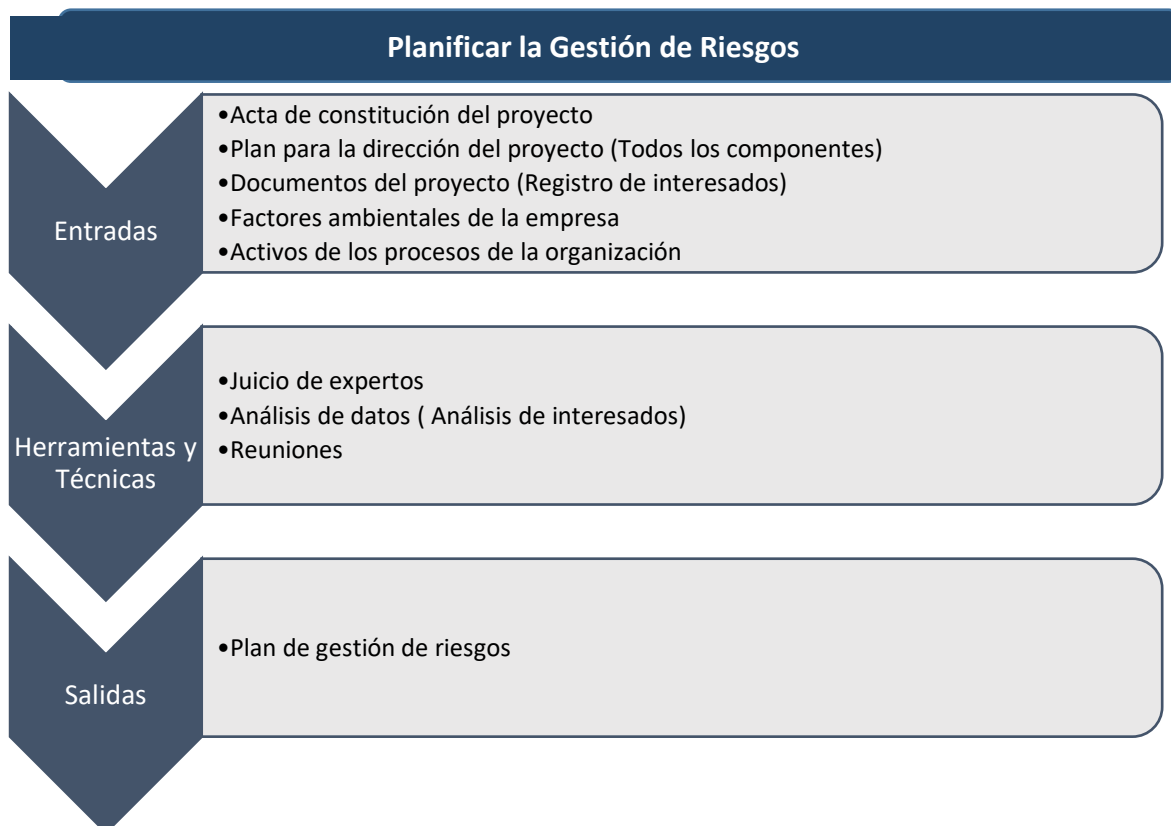 Planificar la Gestión de Riesgos
•Acta de constitución del proyecto
•Plan para la dirección del proyecto (Todos los componentes)
•Documentos del proyecto (Registro de interesados)
•Factores ambientales de la empresa
•Activos de los procesos de la organización
Entradas
•Juicio de expertos
•Análisis de datos ( Análisis de interesados)
•Reuniones
Herramientas y
Técnicas
•Plan de gestión de riesgos
Salidas